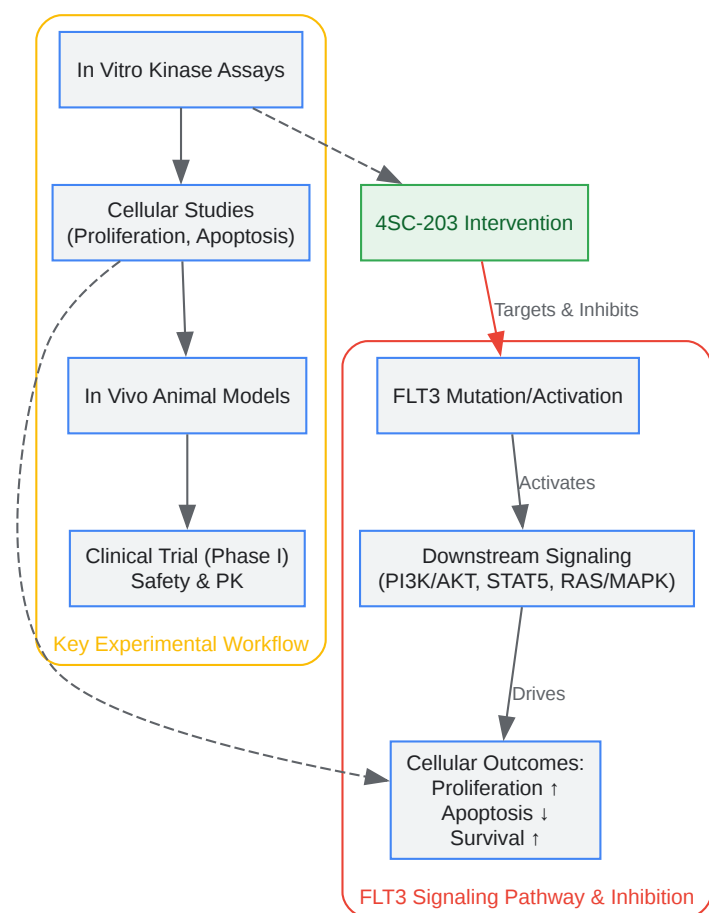 In Vitro Kinase Assays
Cellular Studies
(Proliferation, Apoptosis)
4SC-203 Intervention
Targets & Inhibits
In Vivo Animal Models
FLT3 Mutation/Activation
Activates
Clinical Trial (Phase I)
Safety & PK
Downstream Signaling
(PI3K/AKT, STAT5, RAS/MAPK)
Key Experimental Workflow
Drives
Cellular Outcomes:
Proliferation ↑
Apoptosis ↓
Survival ↑
FLT3 Signaling Pathway & Inhibition